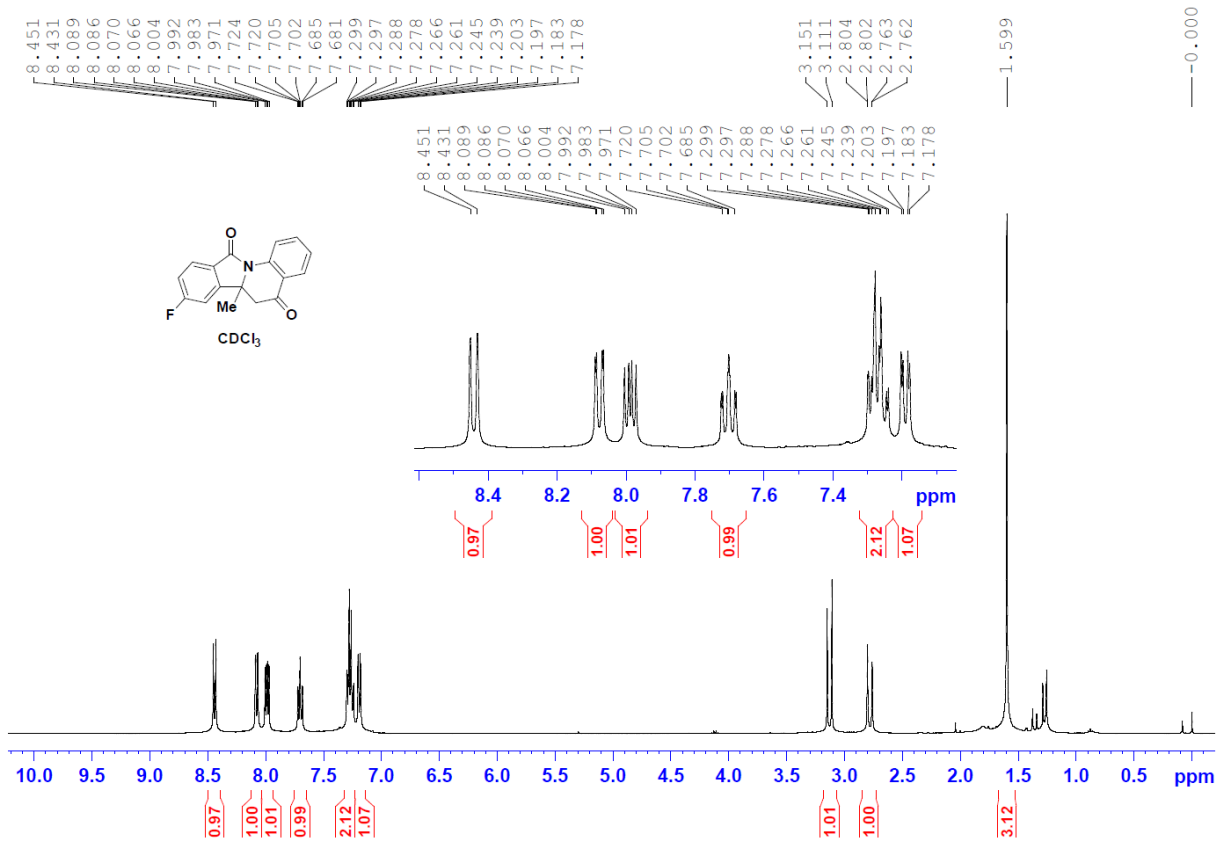 8.451 8.431 8.089 8.086 8.070 8.066 8.004 7.992 7.983 7.971 7.724 7.720 7.705 7.702 7.685 7.681 7.299 7.297 7.288 7.278 7.266 7.261 7.245 7.239 7.203 7.197 7.183 7.178 3.151 3.111 2.804 2.802 2.763 2.762 1.599 -0.000
8.451 8.431 8.089 8.086 8.070 8.066 8.004 7.992 7.983 7.971 7.720 7.705 7.702 7.685 7.299 7.297 7.288 7.278 7.266 7.261 7.245 7.239 7.203 7.197 7.183 7.178
O
N
F
Me
O
CDCl3
8.4 8.2 8.0 7.8 7.6 7.4 ppm
0.97 1.00 1.01 0.99 2.12 1.07
10.0 9.5 9.0 8.5 8.0 7.5 7.0 6.5 6.0 5.5 5.0 4.5 4.0 3.5 3.0 2.5 2.0 1.5 1.0 0.5 ppm
0.97 1.00 1.01 0.99 2.12 1.07 1.01 1.00 3.12